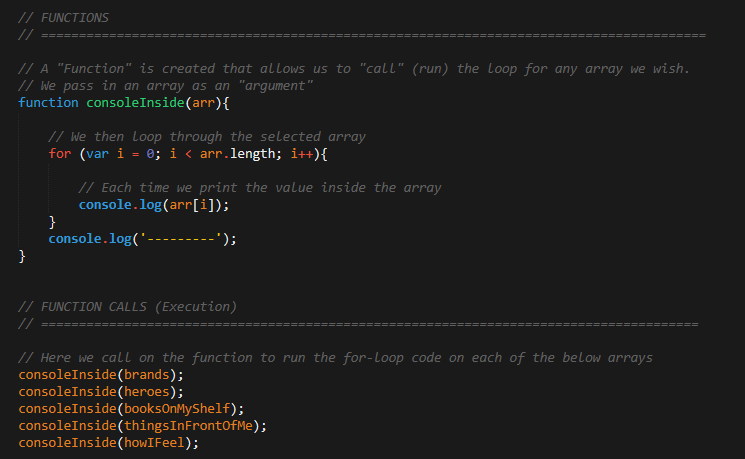 // FUNCTIONS
// ========================================================================================
// A "Function" is created that allows us to "call" (run) the loop for any array we wish.
// We pass in an array as an "argument"
function consoleInside(arr){
// We then loop through the selected array
for (var i = 0; i < arr.length; i++){
// Each time we print the value inside the array
console.log(arr[i]);
}
console.log('---------');
}
// FUNCTION CALLS (Execution)
// =======================================================================================
// Here we call on the function to run the for-loop code on each of the below arrays
consoleInside(brands);
consoleInside(heroes);
consoleInside(booksOnMyShelf);
consoleInside(thingsInFrontOfMe);
consoleInside(howIFeel);